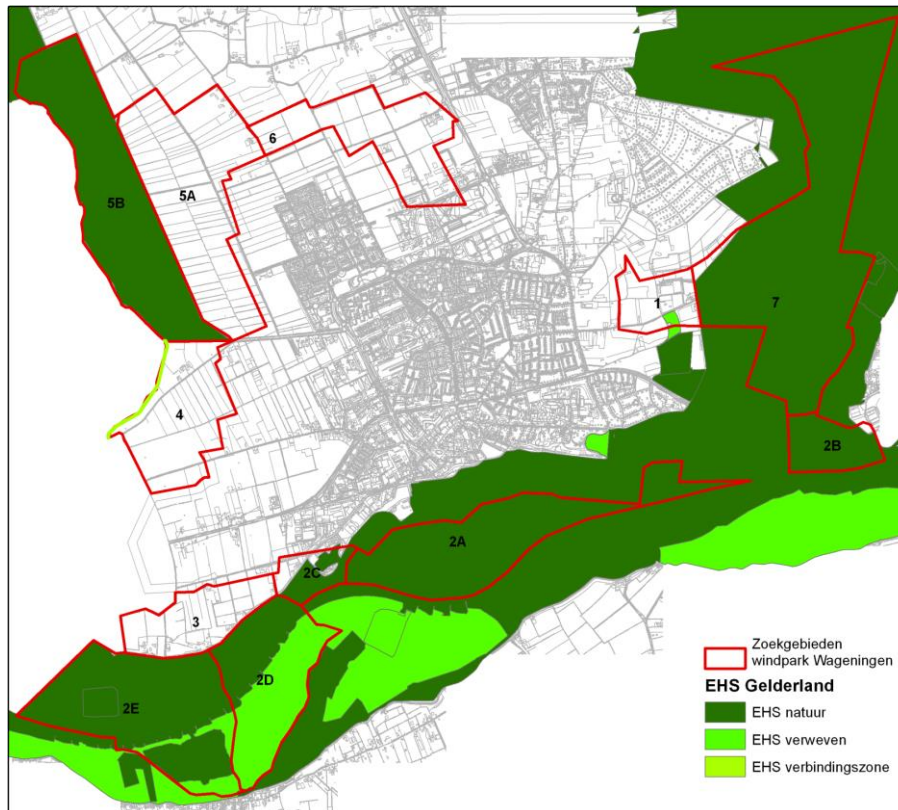 6
5B
5A
1
7
4
2B
2A
2C
3
2D
2E
Zoekgebieden
windpark Wageningen
EHS Gelderland
EHS natuur
EHS verweven
EHS verbindingszone